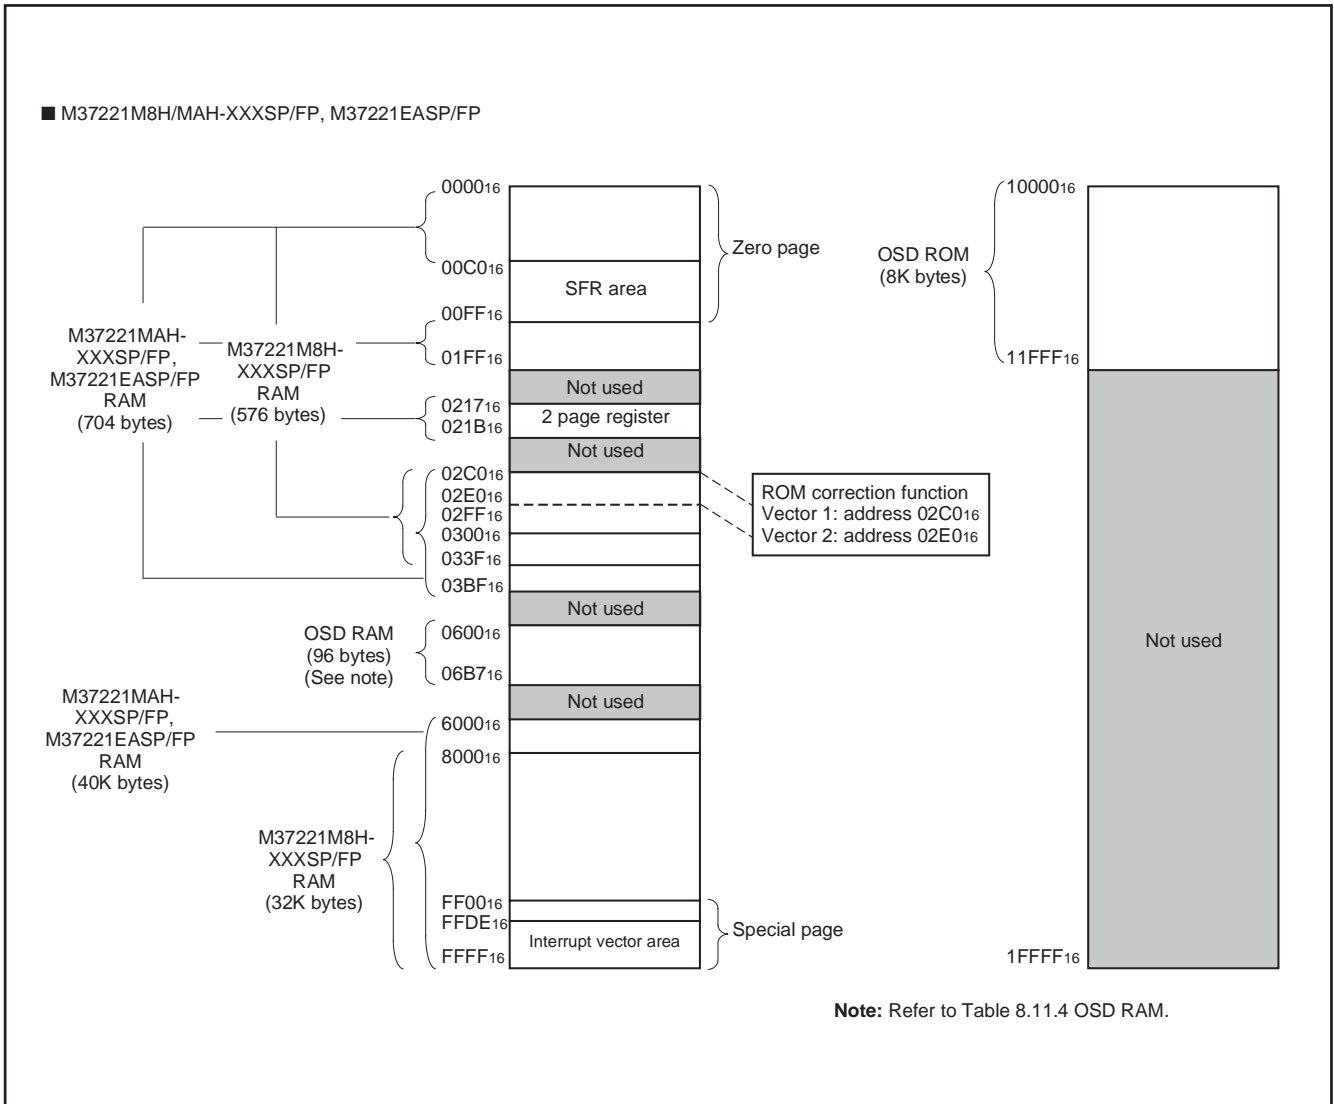 ■ M37221M8H/MAH-XXXSP/FP, M37221EASP/FP
M37221MAH-
XXXSP/FP,
M37221EASP/FP
RAM
(704 bytes)
M37221M8H-
XXXSP/FP
RAM
(576 bytes)
000016
00C016
00FF16
01FF16
021716
021B16
02C016
02E016
02FF16
030016
033F16
03BF16
SFR area
Not used
2 page register
Not used
Not used
Zero page
ROM correction function
Vector 1: address 02C016
Vector 2: address 02E016
OSD RAM
(96 bytes)
(See note)
060016
06B716
Not used
M37221MAH-
XXXSP/FP,
M37221EASP/FP
RAM
(40K bytes)
M37221M8H-
XXXSP/FP
RAM
(32K bytes)
600016
800016
FF0016
FFDE16
FFFF16
Interrupt vector area
Special page
OSD ROM
(8K bytes)
1000016
11FFF16
Not used
1FFFF16
Note: Refer to Table 8.11.4 OSD RAM.